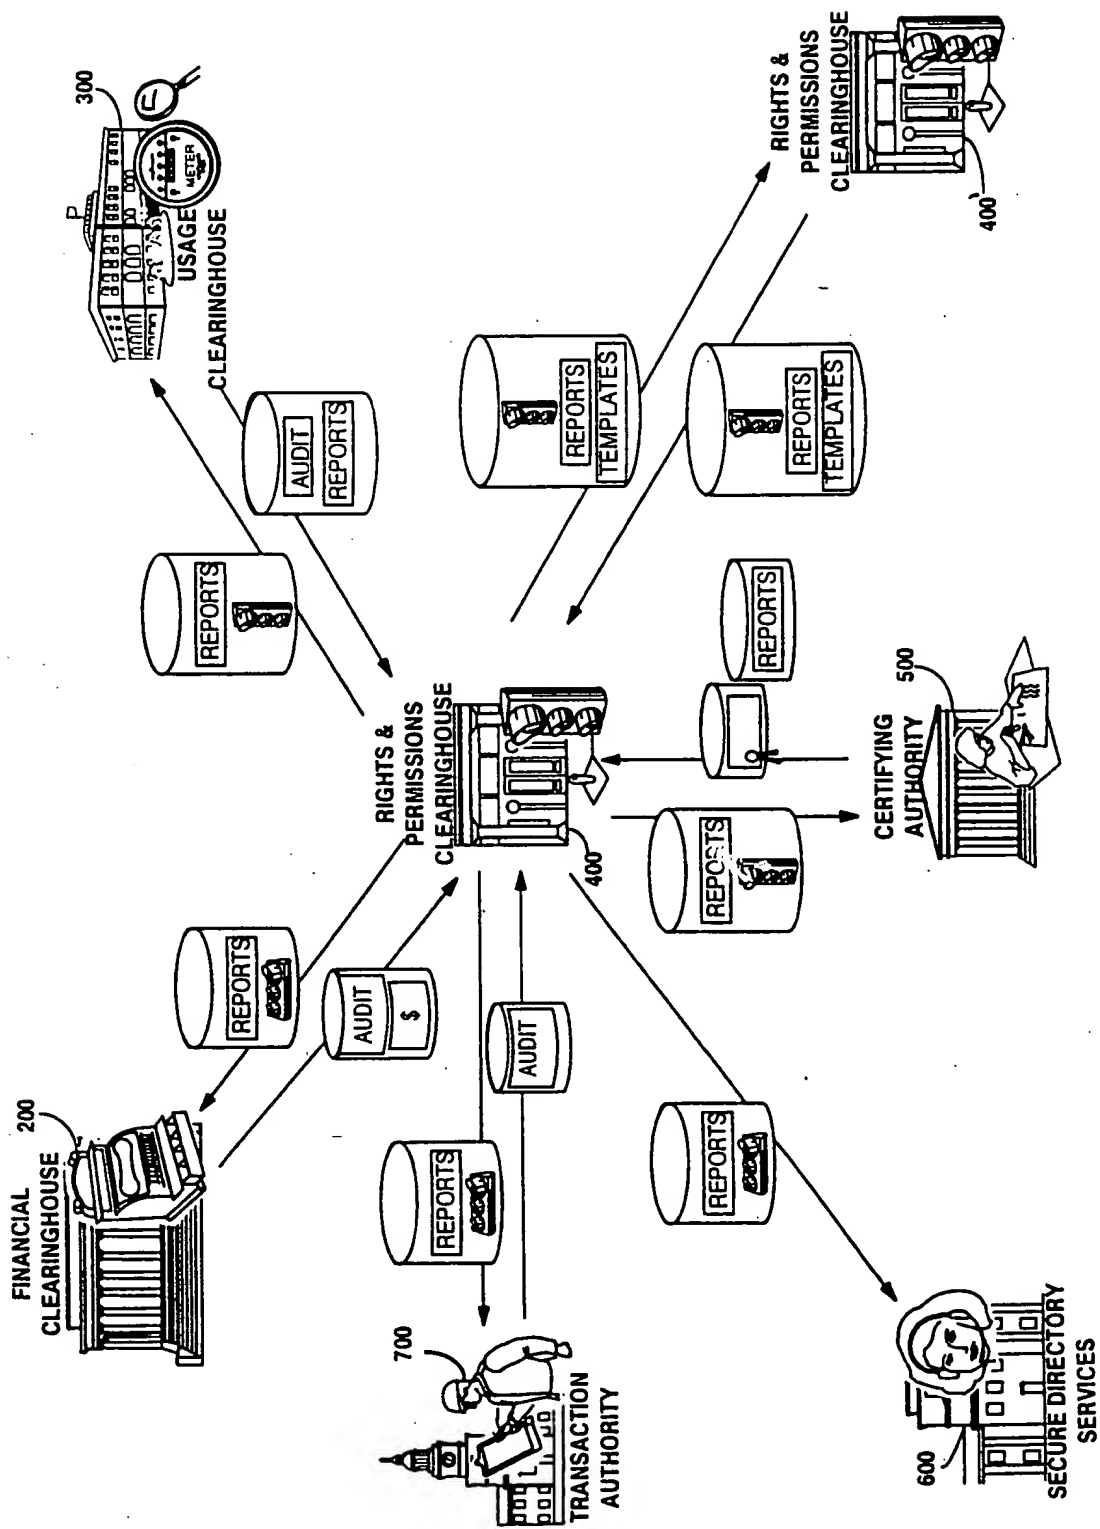 FINANCIAL
CLEARINGHOUSE
200
300
METER
USAGE
CLEARINGHOUSE
REPORTS
AUDIT
$
REPORTS
AUDIT
REPORTS
RIGHTS &
PERMISSIONS
CLEARINGHOUSE
400
700
TRANSACTION
AUTHORITY
REPORTS
AUDIT
REPORTS
TEMPLATES
REPORTS
TEMPLATES
RIGHTS &
PERMISSIONS
CLEARINGHOUSE
400'
REPORTS
REPORTS
REPORTS
600
SECURE DIRECTORY
SERVICES
CERTIFYING
AUTHORITY
500